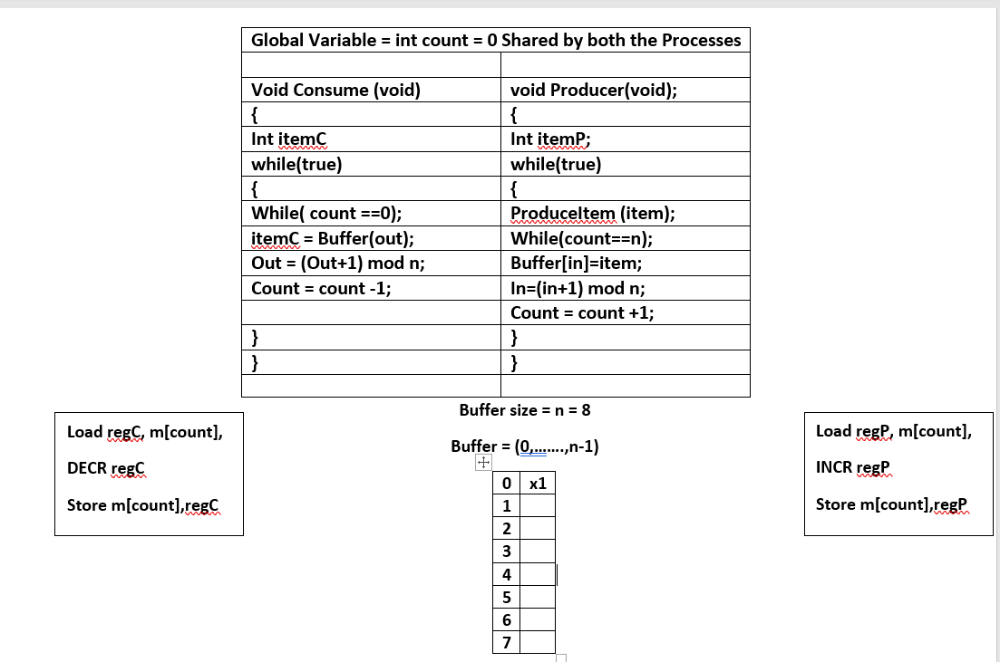 Global Variable = int count = 0 Shared by both the Processes
Void Consume (void) void Producer(void);
{ {
Int itemC Int itemP;
while(true) while(true)
{ {
While( count ==0); ProduceItem (item);
itemC = Buffer(out); While(count==n);
Out = (Out+1) mod n; Buffer[in]=item;
Count = count -1; In=(in+1) mod n;
Count = count +1;
} }
} }
Buffer size = n = 8
Buffer = (0,…….,n-1)
Load regC, m[count],
DECR regC
Store m[count],regC
Load regP, m[count],
INCR regP
Store m[count],regP
0 x1
1
2
3
4
5
6
7